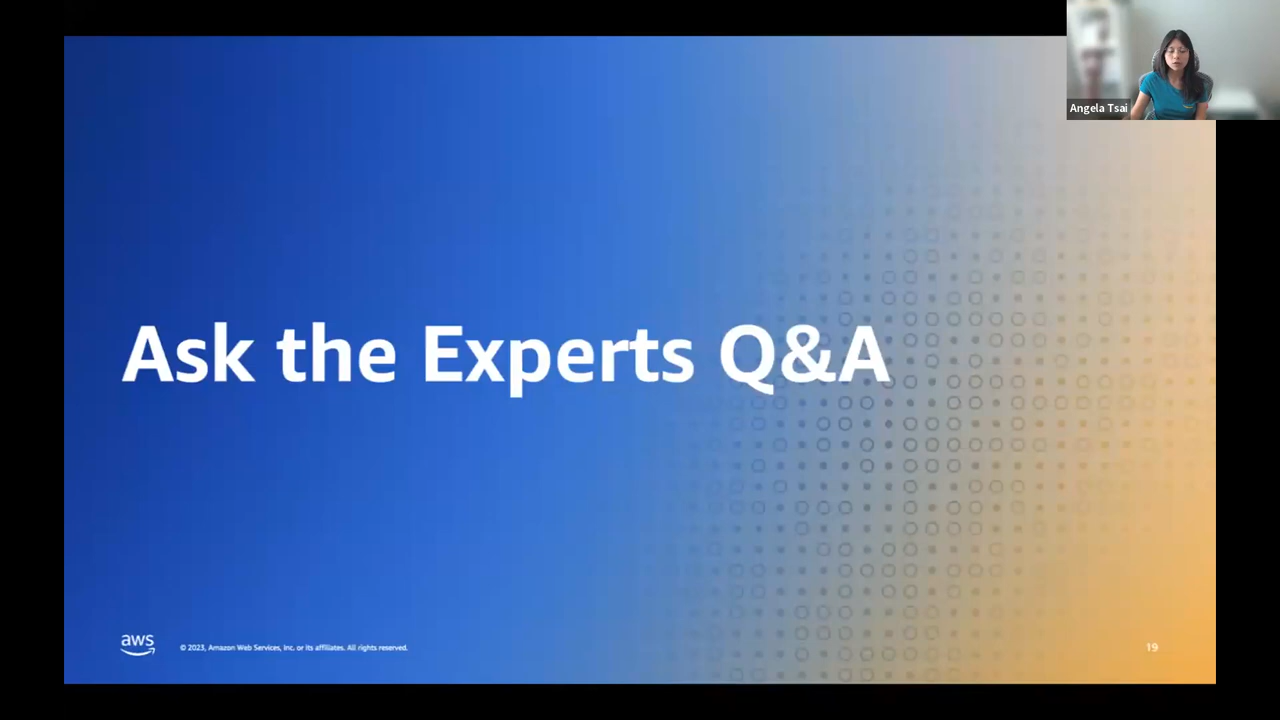 Angela Tsai
Ask the Experts Q&A
aws
© 2023, Amazon Web Services, Inc. or its affiliates. All rights reserved.
19